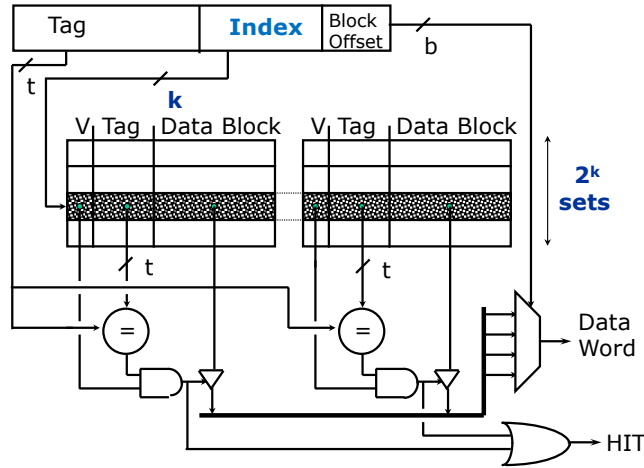 Tag Index Block Offset
t k b
V Tag Data Block V Tag Data Block
2ᵏ sets
t t
= =
Data Word
HIT